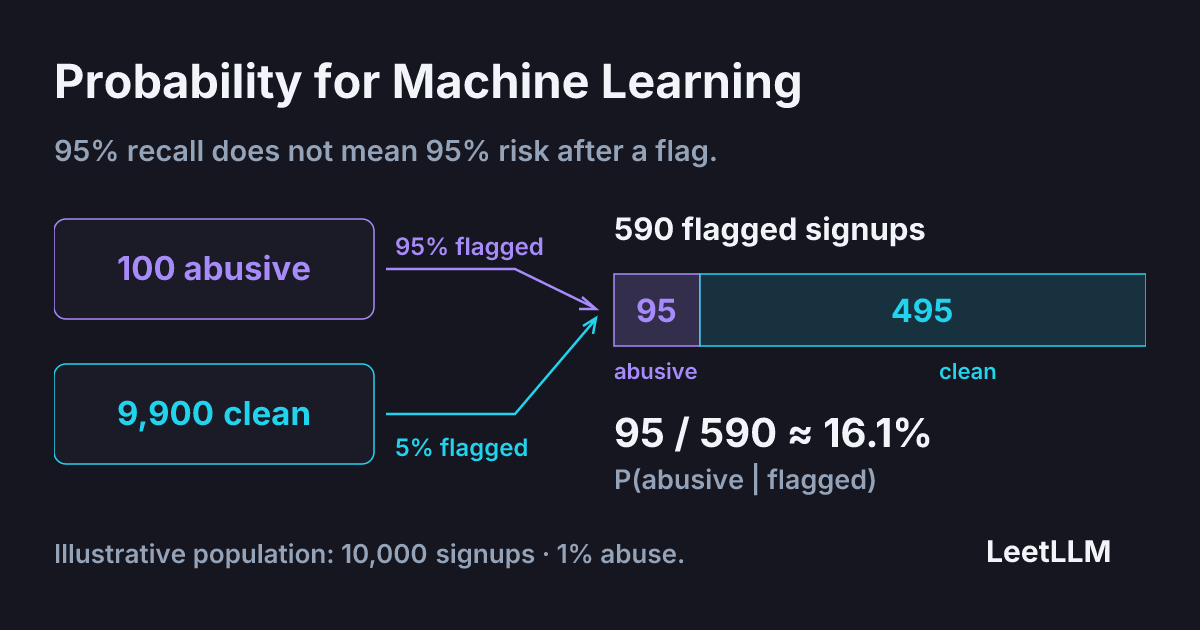 Probability for Machine Learning
95% recall does not mean 95% risk after a flag.
100 abusive
95% flagged
9,900 clean
5% flagged
590 flagged signups
95
495
abusive
clean
95 / 590 ≈ 16.1%
P(abusive | flagged)
Illustrative population: 10,000 signups · 1% abuse.
LeetLLM